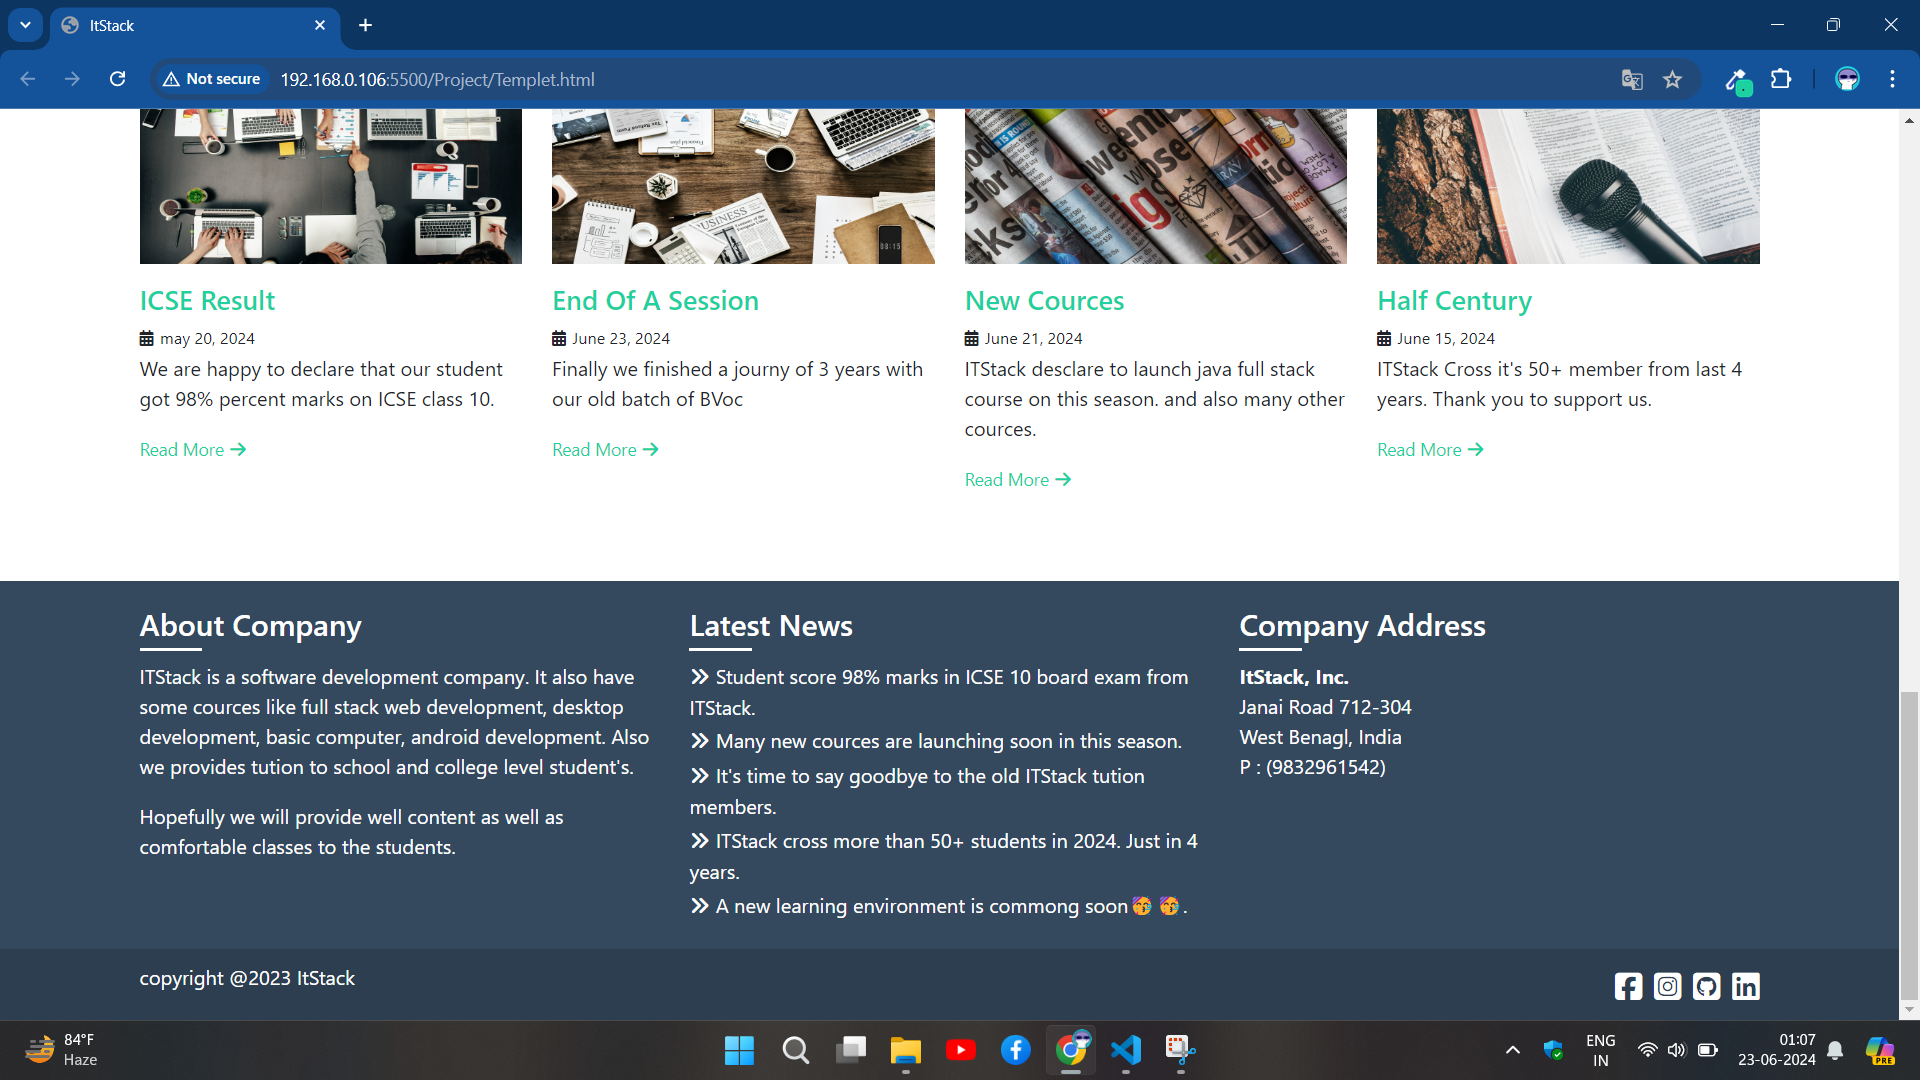 ItStack
Not secure
192.168.0.106:5500/Project/Templet.html
BUSINESS
08:15
ICSE Result
may 20, 2024
We are happy to declare that our student
got 98% percent marks on ICSE class 10.
Read More
End Of A Session
June 23, 2024
Finally we finished a journy of 3 years with
our old batch of BVoc
Read More
New Cources
June 21, 2024
ITStack desclare to launch java full stack
course on this season. and also many other
cources.
Read More
Half Century
June 15, 2024
ITStack Cross it's 50+ member from last 4
years. Thank you to support us.
Read More
About Company
ITStack is a software development company. It also have
some cources like full stack web development, desktop
development, basic computer, android development. Also
we provides tution to school and college level student's.
Hopefully we will provide well content as well as
comfortable classes to the students.
Latest News
Student score 98% marks in ICSE 10 board exam from
ITStack.
Many new cources are launching soon in this season.
It's time to say goodbye to the old ITStack tution
members.
ITStack cross more than 50+ students in 2024. Just in 4
years.
A new learning environment is commong soon🥳 🥳 .
Company Address
ItStack, Inc.
Janai Road 712-304
West Benagl, India
P : (9832961542)
copyright @2023 ItStack
84°F
Haze
ENG
IN
01:07
23-06-2024
PRE